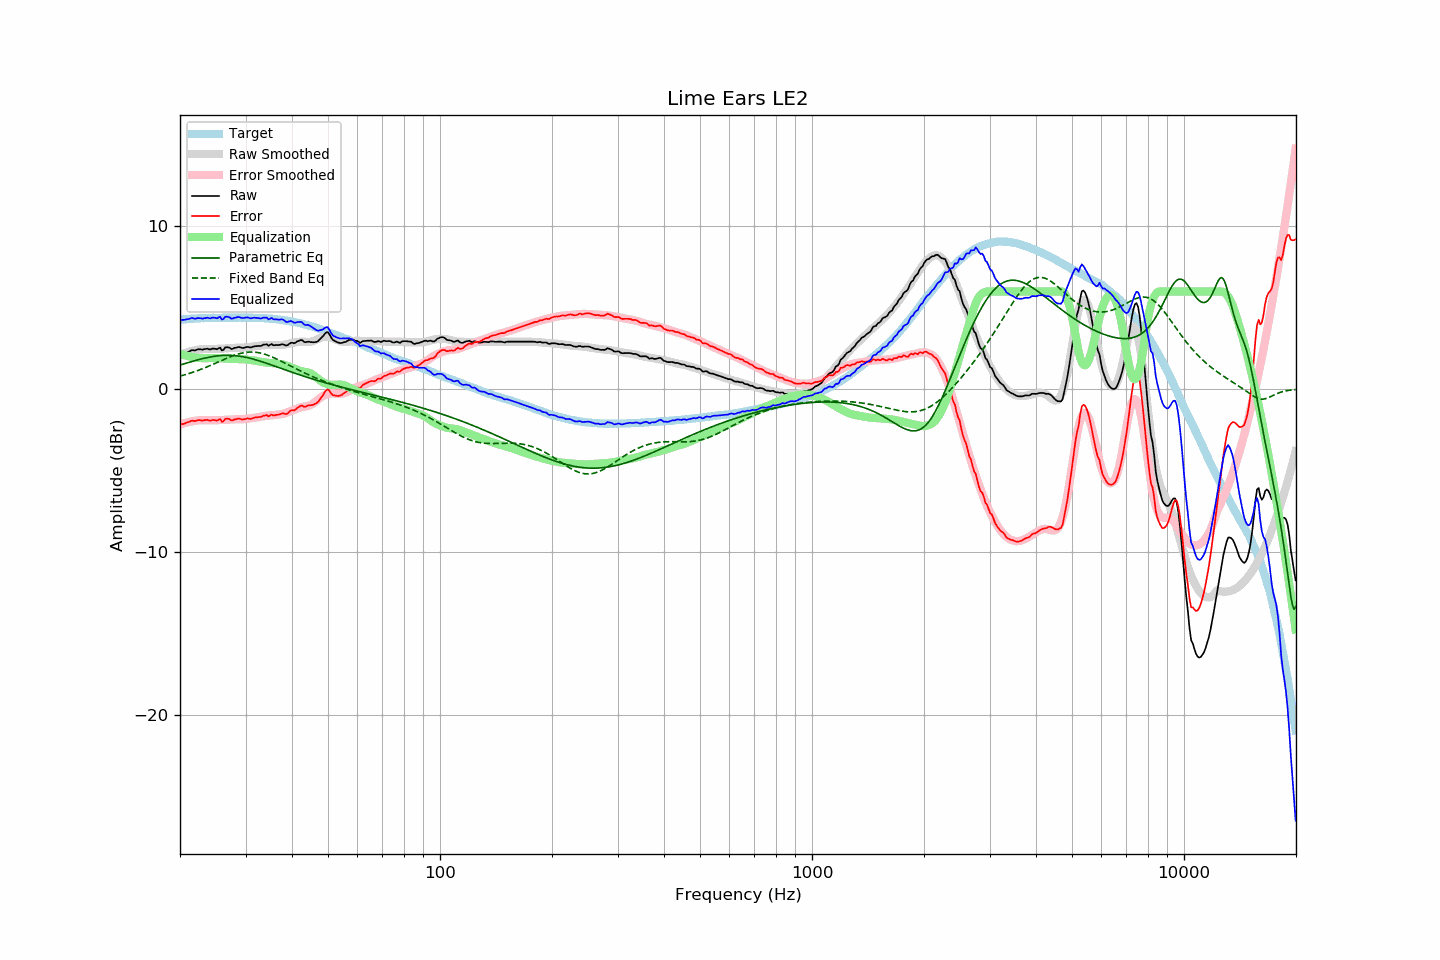 Lime Ears LE2
Target
Raw Smoothed
Error Smoothed
Raw
Error
Equalization
Parametric Eq
Fixed Band Eq
Equalized
10
0
−10
−20
Amplitude (dBr)
100
1000
10000
Frequency (Hz)